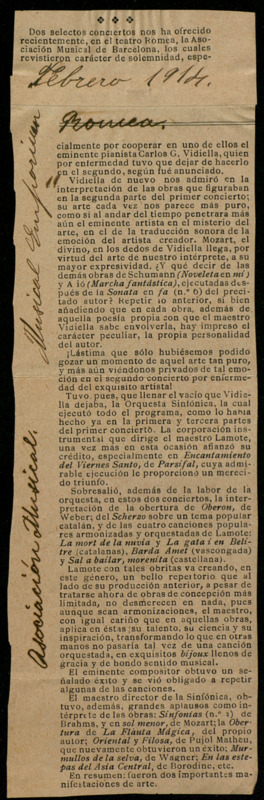 Dos selectos conciertos nos ha ofrecido
recientemente, en el teatro Romea, la Aso-
ciación Musical de Barcelona, los cuales
revistieron carácter de solemnidad, espe-
Febrero 1914.
Romea.
Asociación Musical.
"Musical Emporium"
cialmente por cooperar en uno de ellos el
eminente pianista Carlos G. Vidiella, quien
por enfermedad tuvo que dejar de hacerlo
en el segundo, según fué anunciado.
Vidiella de nuevo nos admiró en la
interpretación de las obras que figuraban
en la segunda parte del primer concierto;
su arte cada vez nos parece más puro,
como si al andar del tiempo penetrara más
aún el eminente artista en el misterio del
arte, en el de la traducción sonora de
la emoción del artista creador. Mozart, el
divino, en los dedos de Vidiella llega, por
virtud del arte de nuestro intérprete, a su
mayor expresividad. ¿Y qué decir de las
demás obras de Schumann (Noveleta en mi)
y A ió (Marcha fantástica), ejecutadas des-
pués de la Sonata en fa (n.º 6) del preci-
tado autor? Repetir lo anterior, si bien
añadiendo que en cada obra, además de
aquella poesía propia con que el maestro
Vidiella sabe envolverla, hay impreso el
carácter peculiar, la propia personalidad
del autor.
¡Lástima que sólo hubiésemos podido
gozar un momento de aquel arte tan puro,
y más aún viéndonos privados de tal emo-
ción en el segundo concierto por enferme-
dad del exquisito artista!
Tuvo, pues, que llenar el vacío que Vi-
diella dejaba, la Orquesta Sinfónica, la cual
ejecutó todo el programa, como lo había
hecho ya en la primera y tercera partes
del primer concierto. La corporación ins-
trumental que dirige el maestro Lamote,
una vez más en esta ocasión afianzó su
crédito, especialmente en Encantamiento
del Viernes Santo, de Parsifal, cuya admi-
rable ejecución le proporcionó un mereci-
do triunfo.
Sobresalió, además de la labor de la
orquesta, en estos dos conciertos, la inter-
pretación de la obertura de Oberon, de
Weber; del Scherzo sobre un tema popular
catalán, y de las cuatro canciones popula-
res armonizadas y orquestadas de Lamote:
La mort de la nuvia y La gata i en Beli-
tre (catalanas), Barda Amet (vascongada)
y Sal a bailar, morenita (castellana).
Lamote con tales obritas va creando, en
este género, un bello repertorio que al
lado de su producción anterior, a pesar de
tratarse ahora de obras de concepción más
limitada, no desmerecen en nada, pues
aunque sean armonizaciones, el maestro,
con igual cariño que en aquellas obras,
aplica en éstas su talento, su ciencia y su
inspiración, transformando lo que en otras
manos no pasaría tal vez de una canción
orquestada, en exquisitos bijoux llenos de
gracia y de hondo sentido musical.
El eminente compositor obtuvo un se-
ñalado éxito y se vió obligado a repetir
algunas de las canciones.
El maestro director de la Sinfónica, ob-
tuvo, además, grandes aplausos como in-
térprete de las obras: Sinfonías (n.º 2) de
Brahms, y en sol menor, de Mozart; la Ober-
tura de La Flauta Mágica, del propio
autor; Oriental y Filosa, de Pujol Matheu,
que nuevamente obtuvieron un éxito; Mur-
mullos de la selva, de Wagner; En las este-
pas del Asia Central, de Borodine, etc.
En resumen: fueron dos importantes ma-
nifestaciones de arte.